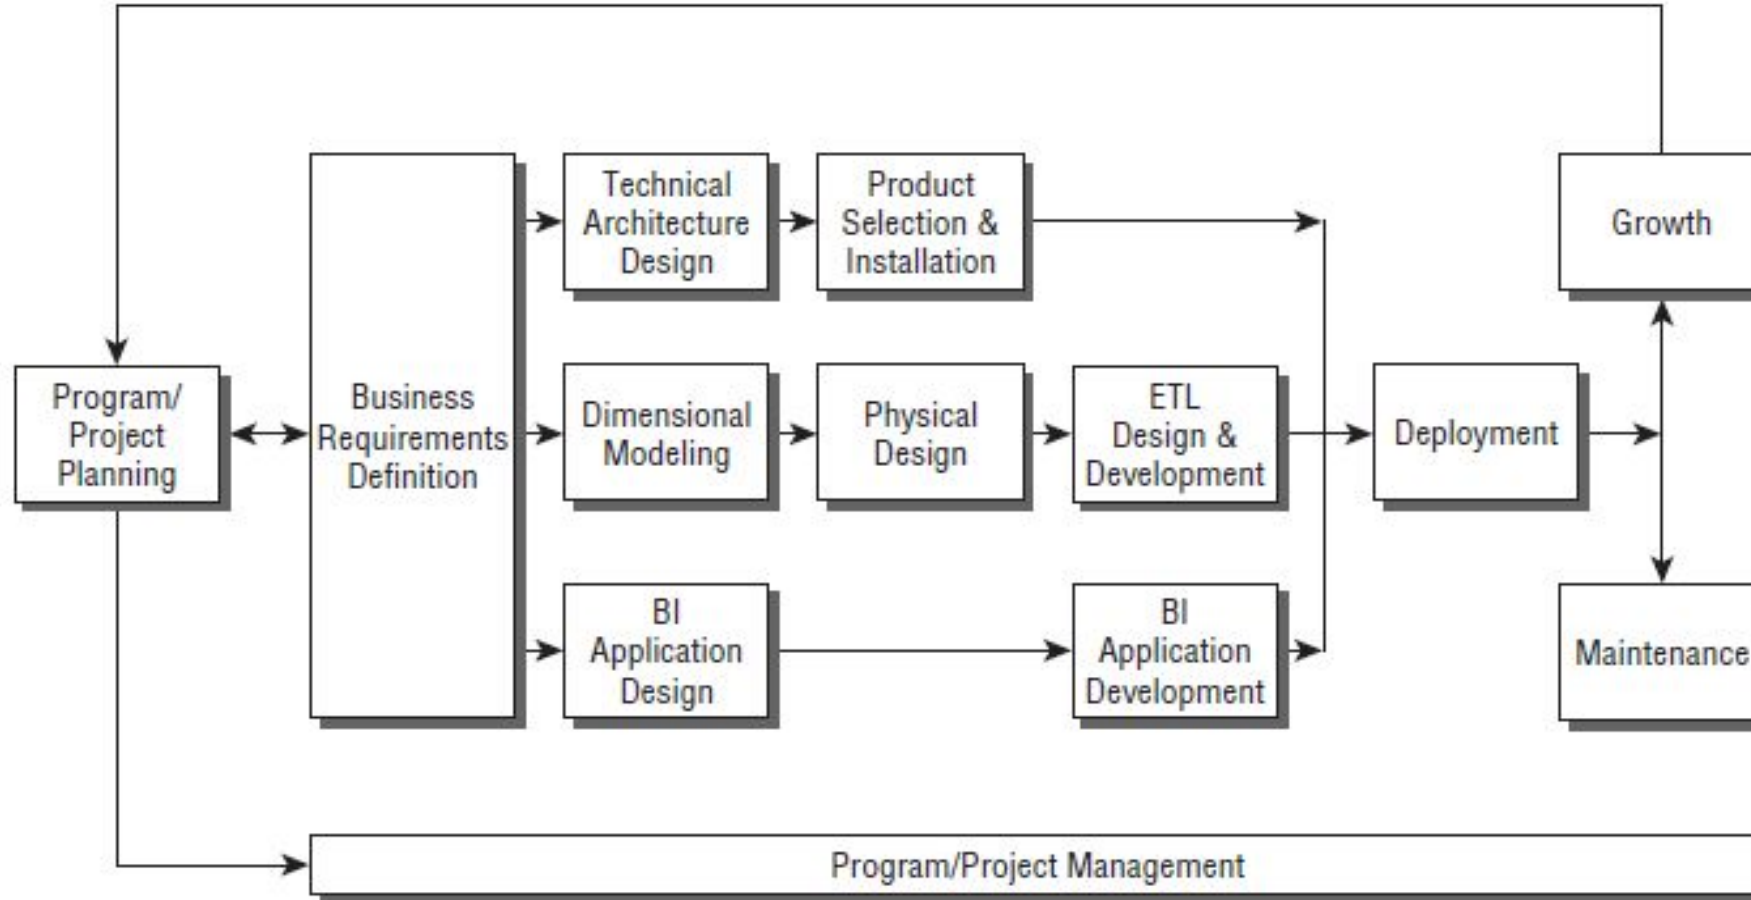 Technical
Architecture
Design
Product
Selection &
Installation
Growth
Program/
Project
Planning
Business
Requirements
Definition
Dimensional
Modeling
Physical
Design
ETL
Design &
Development
Deployment
BI
Application
Design
BI
Application
Development
Maintenance
Program/Project Management